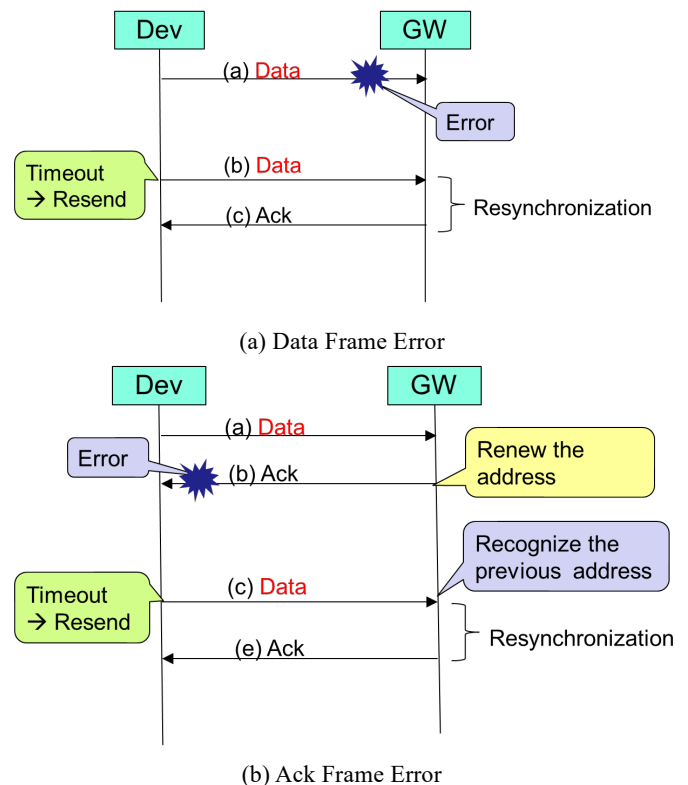 Dev
GW
(a) Data
Error
Timeout
→ Resend
(b) Data
(c) Ack
Resynchronization
(a) Data Frame Error
Dev
GW
(a) Data
Error
(b) Ack
Renew the
address
Recognize the
previous address
Timeout
→ Resend
(c) Data
Resynchronization
(e) Ack
(b) Ack Frame Error